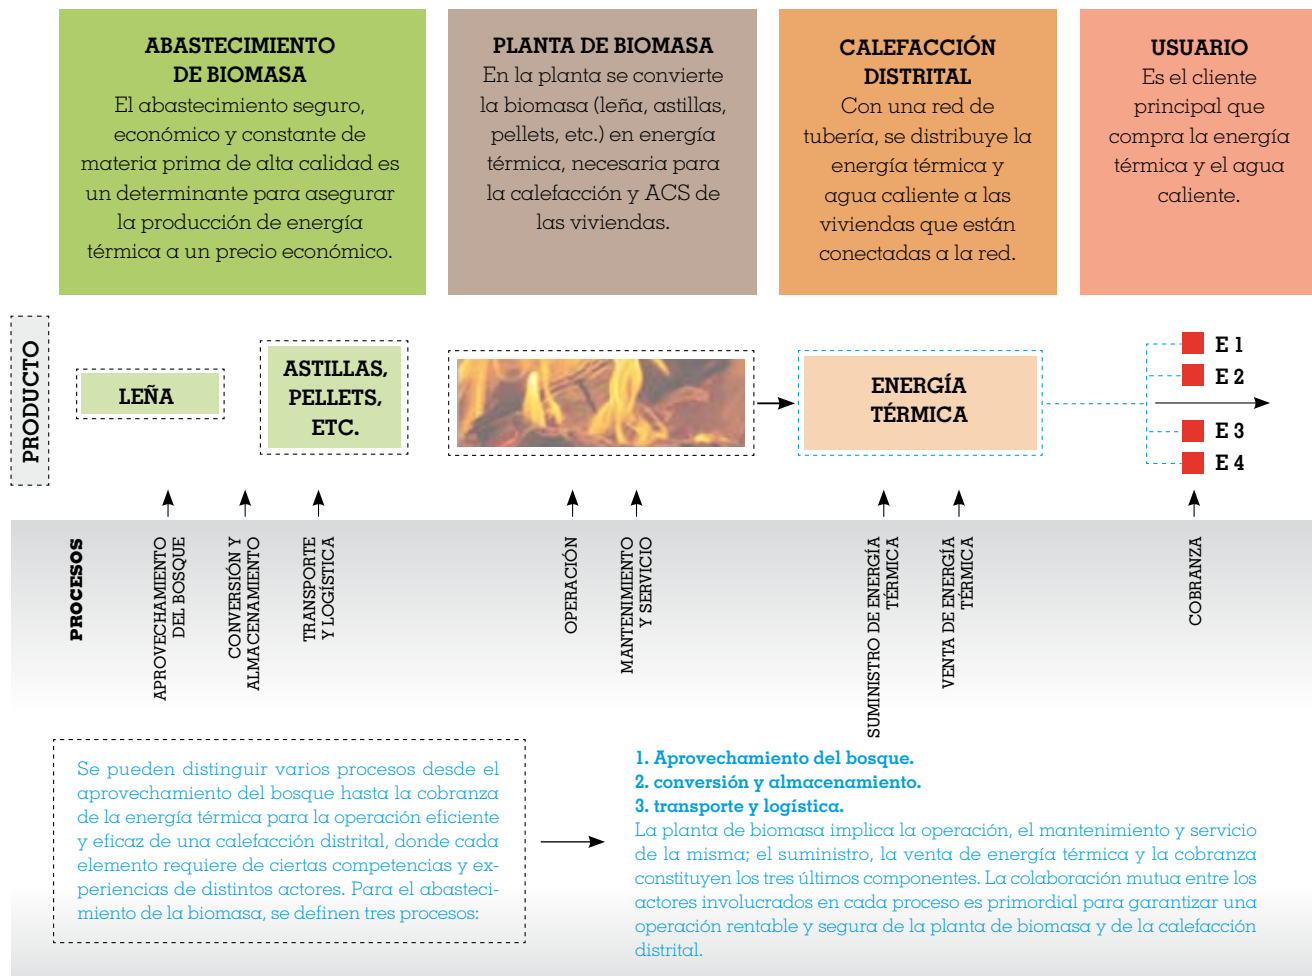 ABASTECIMIENTO
DE BIOMASA
El abastecimiento seguro,
económico y constante de
materia prima de alta calidad es
un determinante para asegurar
la producción de energía
térmica a un precio económico.
PLANTA DE BIOMASA
En la planta se convierte
la biomasa (leña, astillas,
pellets, etc.) en energía
térmica, necesaria para
la calefacción y ACS de
las viviendas.
CALEFACCIÓN
DISTRITAL
Con una red de
tubería, se distribuye la
energía térmica y
agua caliente a las
viviendas que están
conectadas a la red.
USUARIO
Es el cliente
principal que
compra la energía
térmica y el agua
caliente.
PRODUCTO
LEÑA
ASTILLAS,
PELLETS,
ETC.
ENERGÍA
TÉRMICA
E 1
E 2
E 3
E 4
PROCESOS
APROVECHAMIENTO
DEL BOSQUE
CONVERSIÓN Y
ALMACENAMIENTO
TRANSPORTE
Y LOGÍSTICA
OPERACIÓN
MANTENIMIENTO
Y SERVICIO
SUMINISTRO DE ENERGÍA
TÉRMICA
VENTA DE ENERGÍA
TÉRMICA
COBRANZA
Se pueden distinguir varios procesos desde el
aprovechamiento del bosque hasta la cobranza
de la energía térmica para la operación eficiente
y eficaz de una calefacción distrital, donde cada
elemento requiere de ciertas competencias y ex-
periencias de distintos actores. Para el abasteci-
miento de la biomasa, se definen tres procesos:
1. Aprovechamiento del bosque.
2. conversión y almacenamiento.
3. transporte y logística.
La planta de biomasa implica la operación, el mantenimiento y servicio
de la misma; el suministro, la venta de energía térmica y la cobranza
constituyen los tres últimos componentes. La colaboración mutua entre los
actores involucrados en cada proceso es primordial para garantizar una
operación rentable y segura de la planta de biomasa y de la calefacción
distrital.